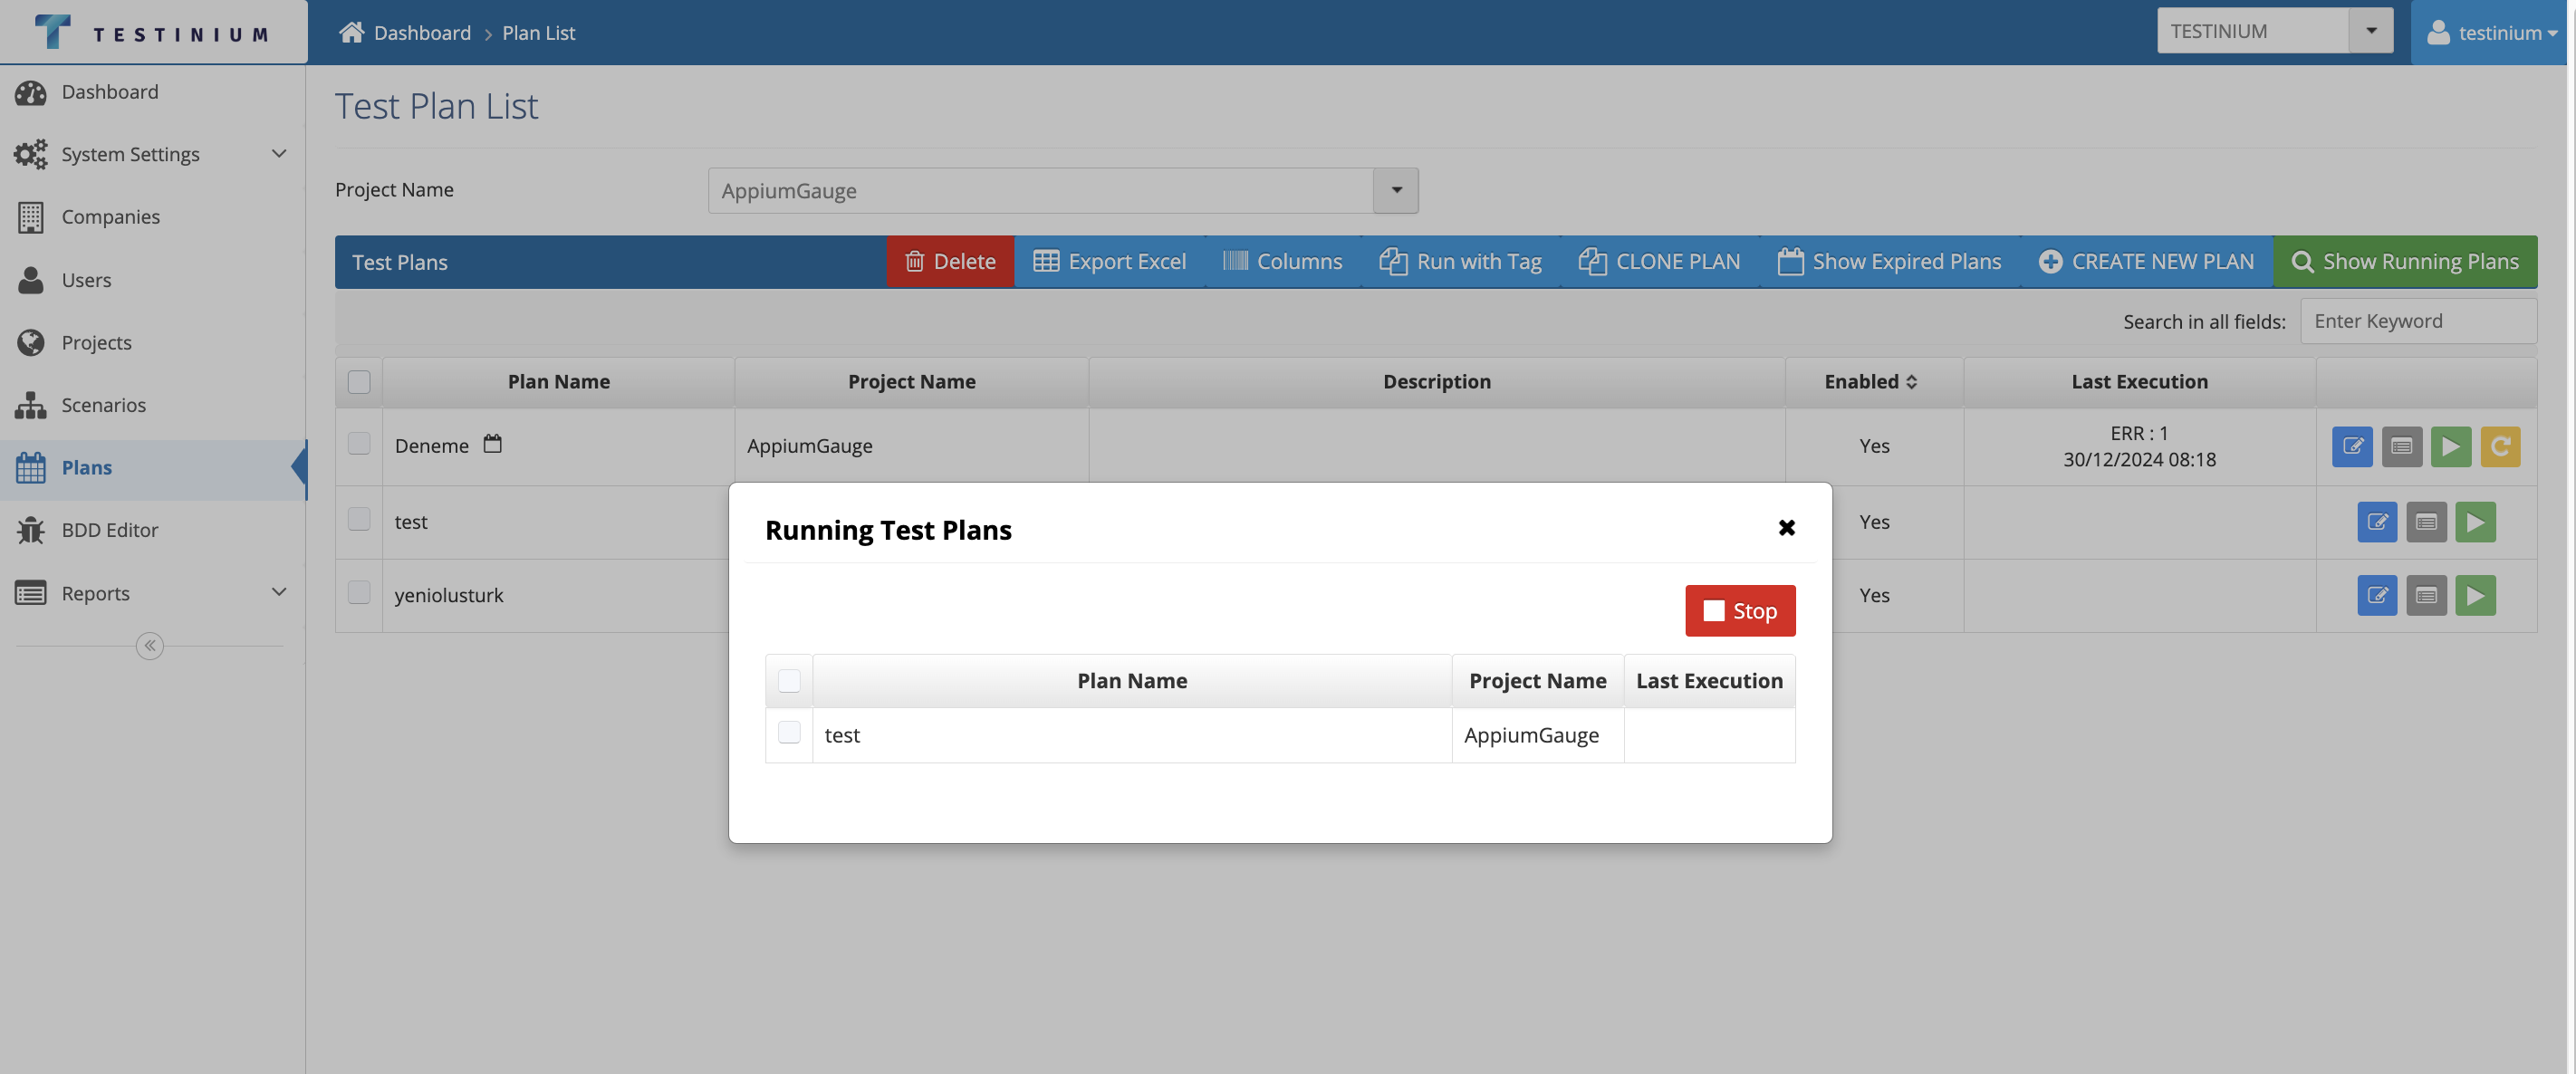 TESTINIUM
Dashboard > Plan List
TESTINIUM
testinium
Dashboard
System Settings
Companies
Users
Projects
Scenarios
Plans
BDD Editor
Reports
Test Plan List
Project Name
AppiumGauge
Test Plans
Delete
Export Excel
Columns
Run with Tag
CLONE PLAN
Show Expired Plans
CREATE NEW PLAN
Show Running Plans
Search in all fields:
Enter Keyword
Plan Name Project Name Description Enabled Last Execution
Deneme AppiumGauge Yes ERR : 1
30/12/2024 08:18
test Yes
yeniolusturk Yes
Running Test Plans
Stop
Plan Name Project Name Last Execution
test AppiumGauge